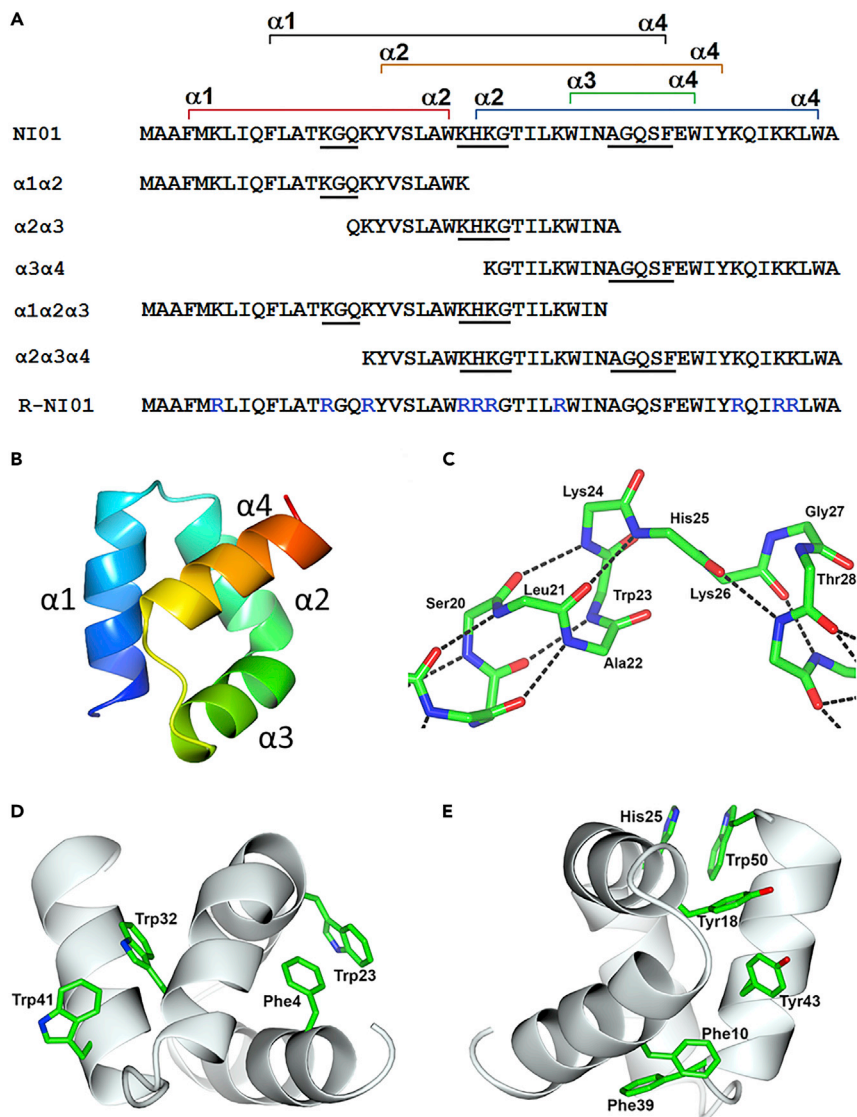 A
α1 α4
α2 α4
α3 α4
α1 α2 α2 α4
NI01 MAAFMKLIQFLATKGQKYVSLAWKHKGTILKWINAGQSFEWIYKQIKKLWA
α1α2 MAAFMKLIQFLATKGQKYVSLAWK
α2α3 QKYVSLAWKHKGTILKWINA
α3α4 KGTILKWINAGQSFEWIYKQIKKLWA
α1α2α3 MAAFMKLIQFLATKGQKYVSLAWKHKGTILKWIN
α2α3α4 KYVSLAWKHKGTILKWINAGQSFEWIYKQIKKLWA
R-NI01 MAAFMRLIQFLATRGQRYVSLAWRRRGTILRWINAGQSFEWIYRQIRRLWA
B
α4
α1
α2
α3
C
Lys24
His25
Gly27
Leu21
Ser20
Trp23
Lys26
Thr28
Ala22
D
Trp32
Trp41
Phe4
Trp23
E
His25
Trp50
Tyr18
Tyr43
Phe10
Phe39